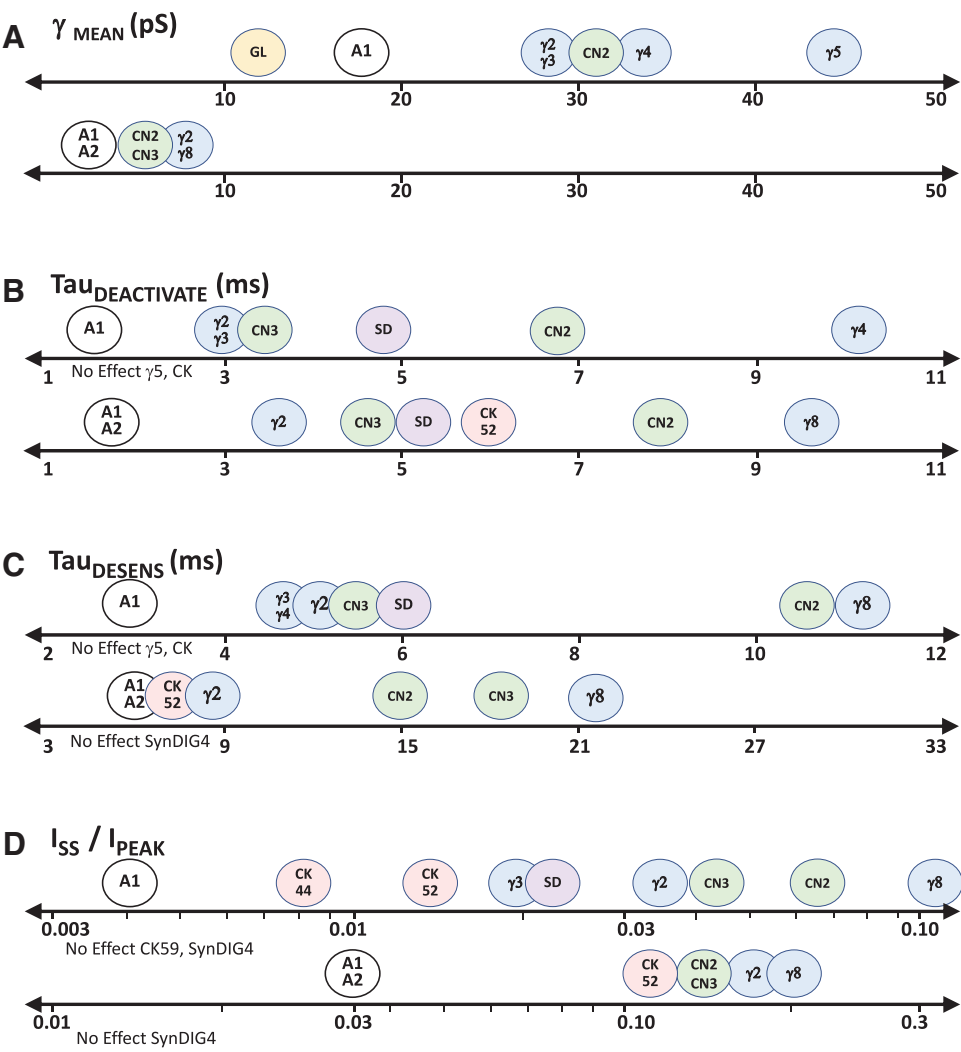 A γ MEAN (pS)
GL A1 γ2 γ3 CN2 γ4 γ5
10 20 30 40 50
A1 A2 CN2 CN3 γ2 γ8
10 20 30 40 50
B TauDEACTIVATE (ms)
A1 γ2 γ3 CN3 SD CN2 γ4
No Effect γ5, CK
1 3 5 7 9 11
A1 A2 γ2 CN3 SD CK 52 CN2 γ8
1 3 5 7 9 11
C TauDESENS (ms)
A1 γ3 γ4 γ2 CN3 SD CN2 γ8
No Effect γ5, CK
2 4 6 8 10 12
A1 A2 CK 52 γ2 CN2 CN3 γ8
3 No Effect SynDIG4 9 15 21 27 33
D ISS / IPEAK
A1 CK 44 CK 52 γ3 SD γ2 CN3 CN2 γ8
0.003 0.01 0.03 0.10
No Effect CK59, SynDIG4
A1 A2 CK 52 CN2 CN3 γ2 γ8
0.01 0.03 0.10 0.3
No Effect SynDIG4